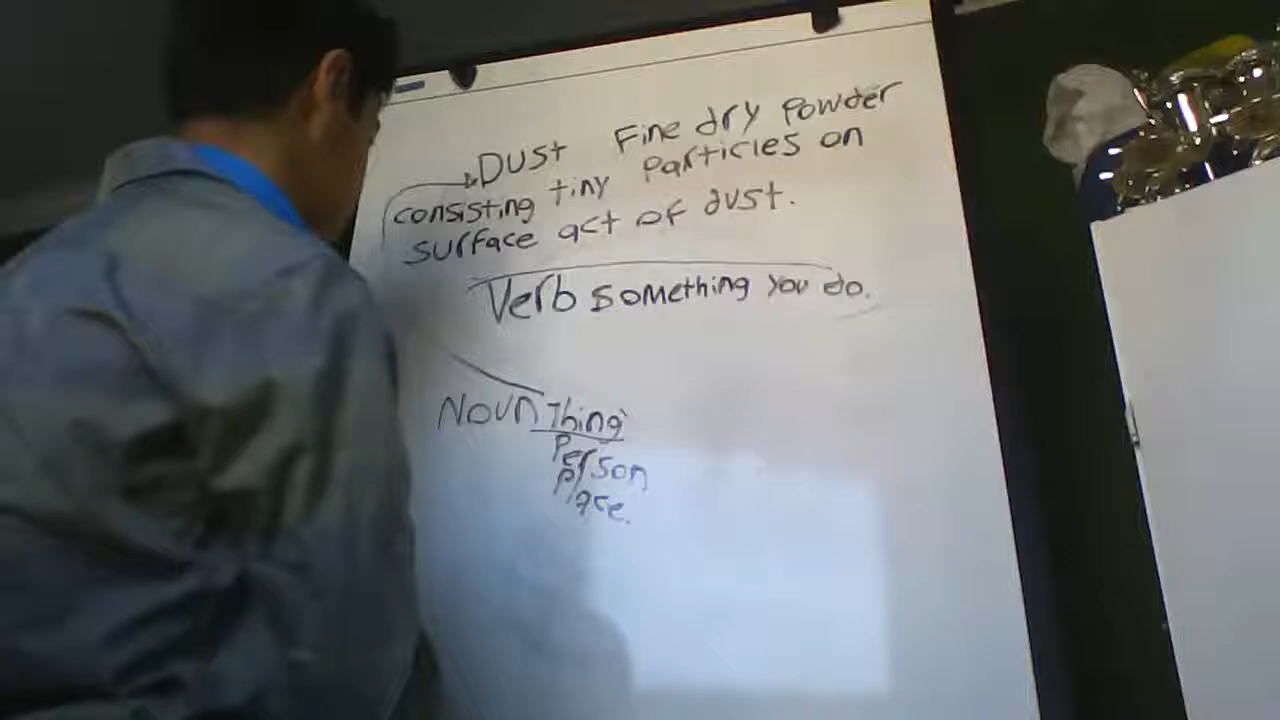 Dust Fine dry Powder
consisting tiny Particles on
surface act of dust.
Verb something you do.
Noun Thing
Person
Place.